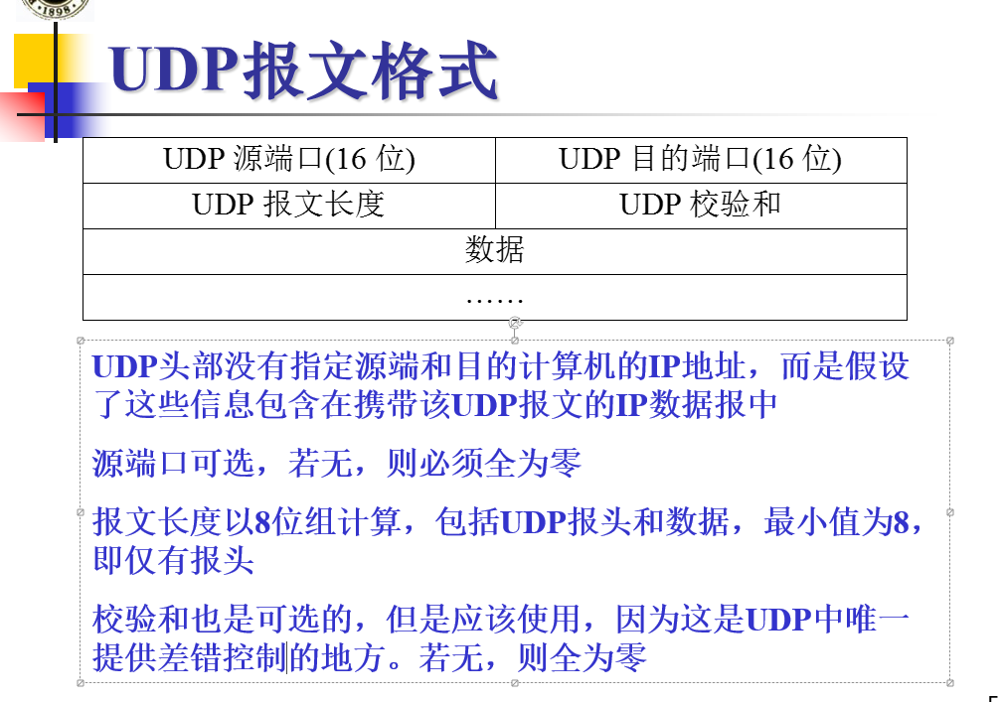 1898
UDP报文格式
UDP 源端口(16 位) UDP 目的端口(16 位)
UDP 报文长度 UDP 校验和
数据
……
UDP头部没有指定源端和目的计算机的IP地址，而是假设
了这些信息包含在携带该UDP报文的IP数据报中
源端口可选，若无，则必须全为零
报文长度以8位组计算，包括UDP报头和数据，最小值为8，
即仅有报头
校验和也是可选的，但是应该使用，因为这是UDP中唯一
提供差错控制的地方。若无，则全为零